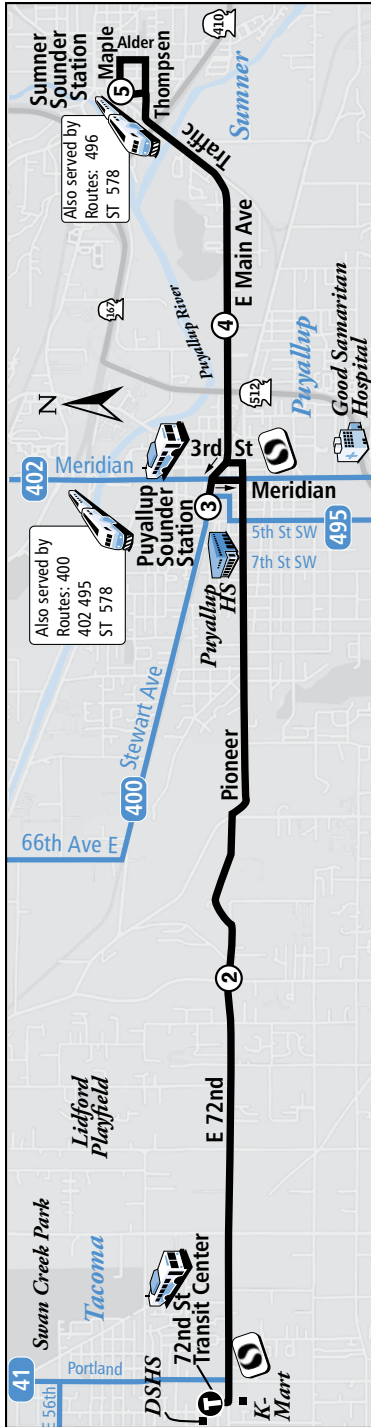 41
E 56th
Portland
Swan Creek Park
Tacoma
DSHS
72nd St
Transit Center
1
K-
Mart
Lidford
Playfield
E 72nd
2
66th Ave E
400
Stewart Ave
Pioneer
Also served by
Routes: 400
402 495
ST 578
402
Meridian
Puyallup
Sounder
Station
3
Puyallup
HS
3rd St
Meridian
5th St SW
7th St SW
495
N
167
Puyallup River
512
Puyallup
Good Samaritan
Hospital
4
E Main Ave
Traffic
Also served by
Routes: 496
ST 578
Sumner
Sounder
Station
5
Maple
Alder
Thompsen
410
Sumner